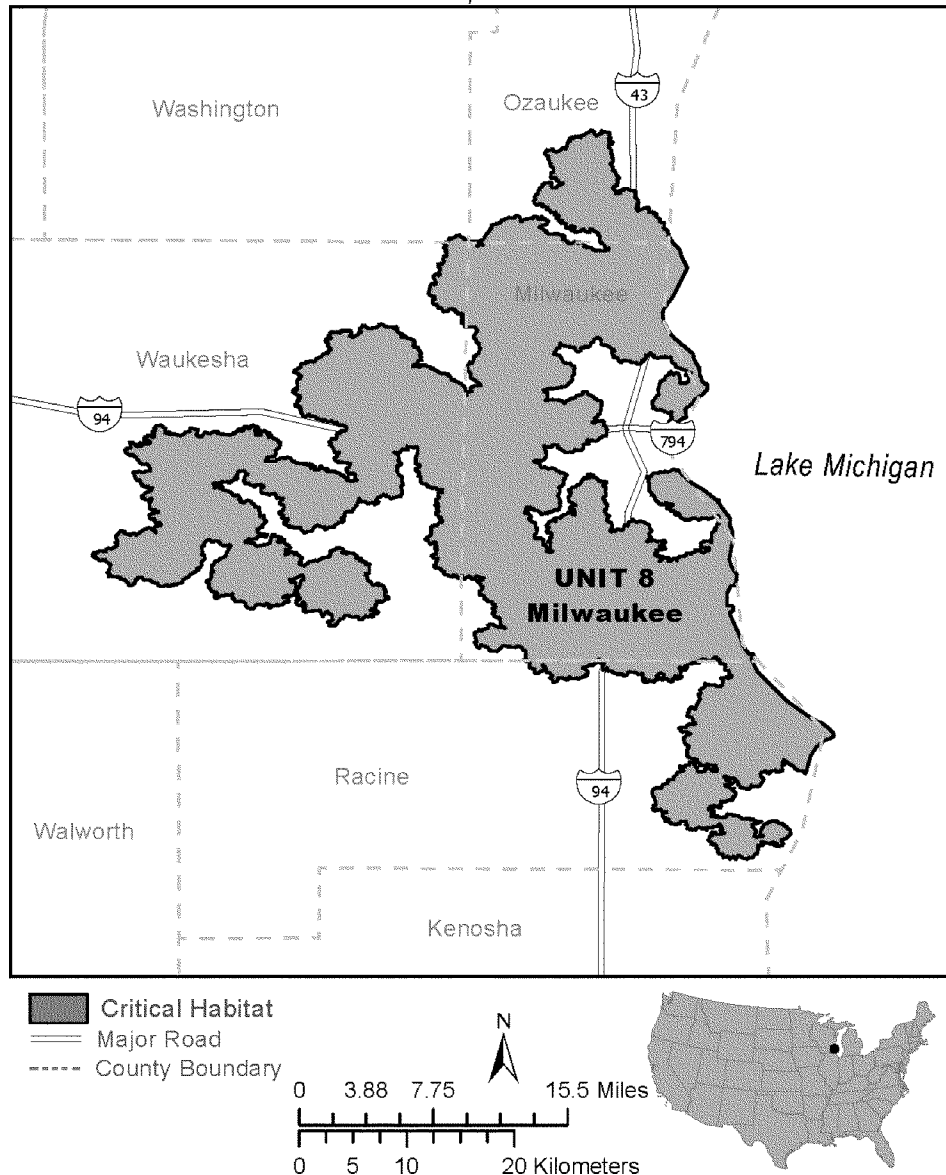 Washington
Ozaukee
43
Milwaukee
Waukesha
94
794
Lake Michigan
UNIT 8
Milwaukee
Racine
94
Walworth
Kenosha
Critical Habitat
Major Road
County Boundary
N
0 3.88 7.75 15.5 Miles
0 5 10 20 Kilometers